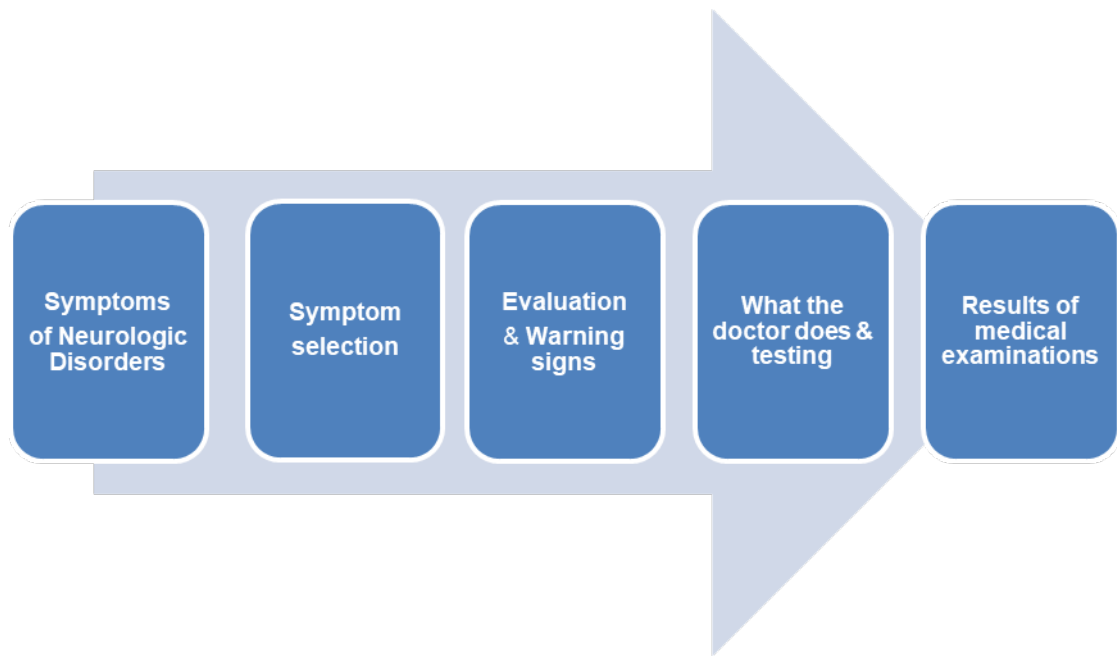 Symptoms
of Neurologic
Disorders
Symptom
selection
Evaluation
& Warning
signs
What the
doctor does &
testing
Results of
medical
examinations